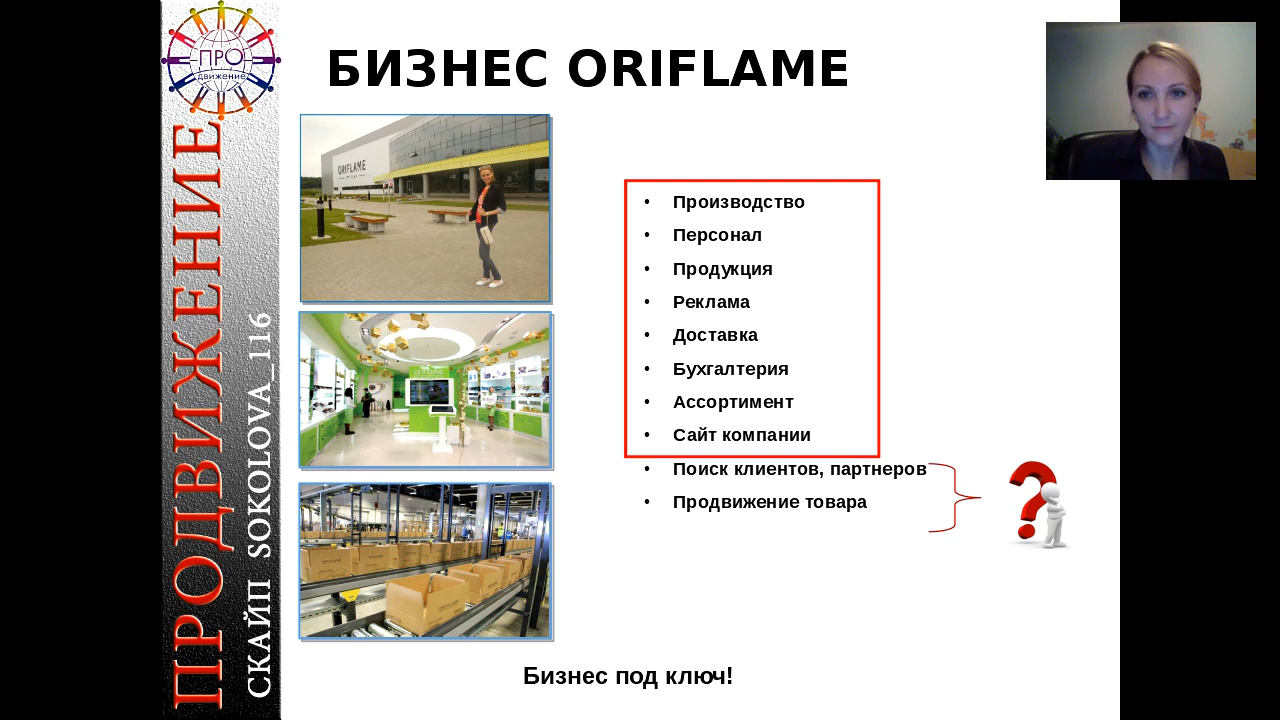 БИЗНЕС ORIFLAME
ПРО
движение
ПРОДВИЖЕНИЕ
СКАЙП SOKOLOVA_116
ORIFLAME
oriflame
• Производство
• Персонал
• Продукция
• Реклама
• Доставка
• Бухгалтерия
• Ассортимент
• Сайт компании
• Поиск клиентов, партнеров
• Продвижение товара
?
Бизнес под ключ!